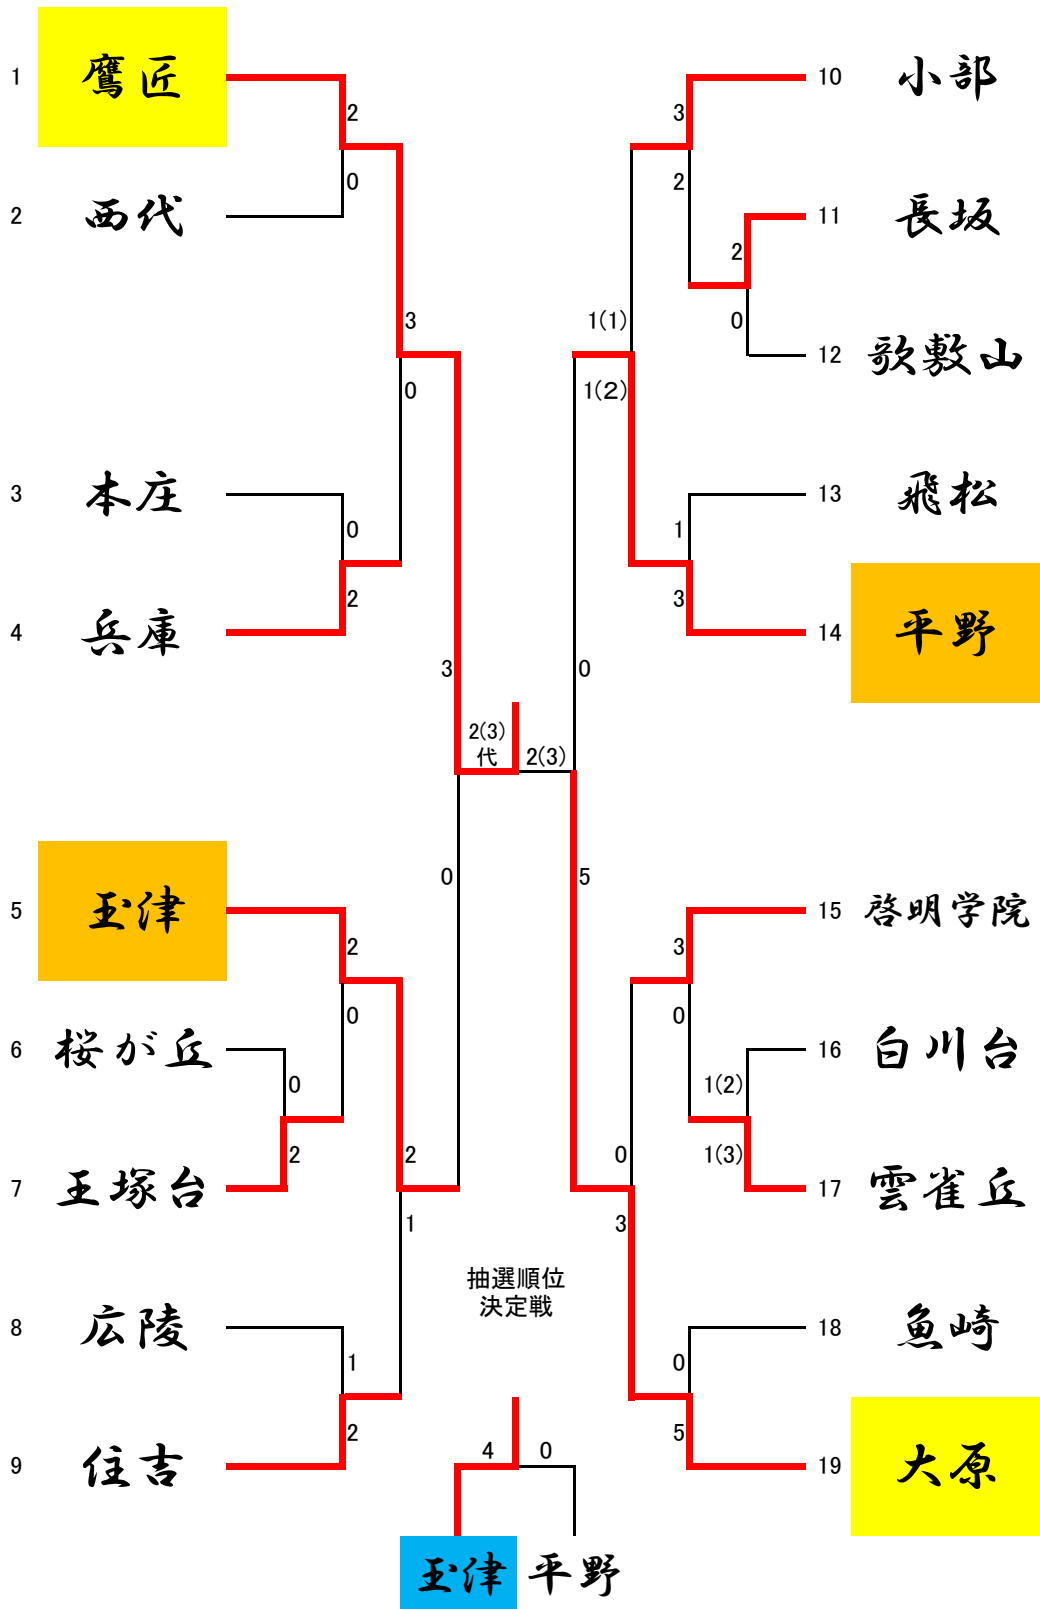 1 鷹匠
2
0
2 西代
3
0
3 本庄
0
2
4 兵庫
3
2(3)
代
2(3)
0
5 玉津
2
0
6 桜が丘
0
2
7 王塚台
2
1
8 広陵
1
2
9 住吉
3
10 小部
2
2
11 長坂
0
12 歌敷山
1(1)
1(2)
13 飛松
1
3
14 平野
0
5
15 啓明学院
3
0
16 白川台
1(2)
1(3)
17 雲雀丘
0
3
18 魚崎
0
5
19 大原
抽選順位
決定戦
4 0
玉津 平野